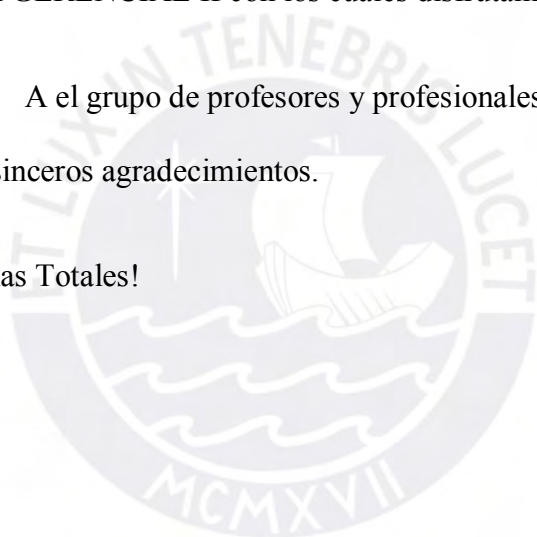 GERENCIAL II con los cuales disfrutam
A el grupo de profesores y profesionales
sinceros agradecimientos.
as Totales!
ET LUX IN TENEBRIS LUCET
MCMXVII